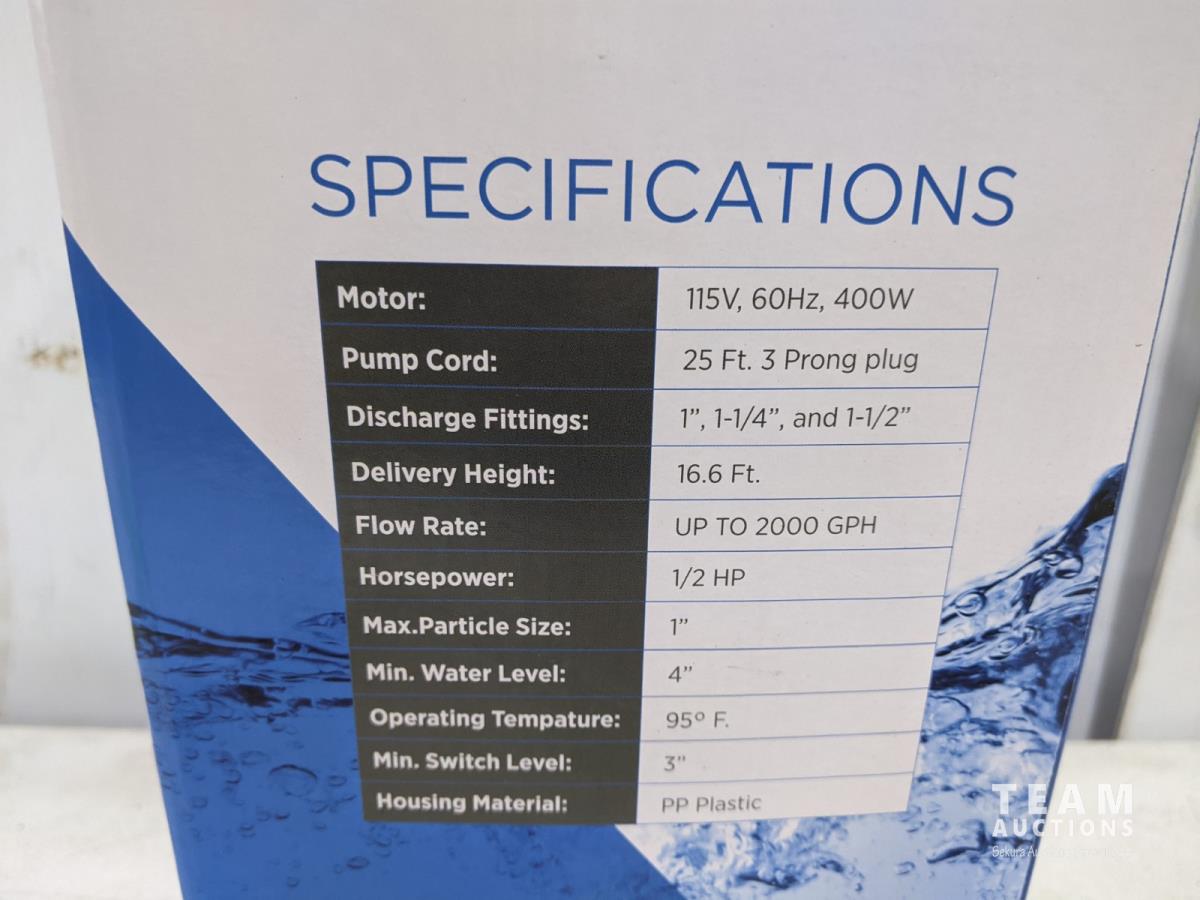 SPECIFICATIONS
Motor: 115V, 60Hz, 400W
Pump Cord: 25 Ft. 3 Prong plug
Discharge Fittings: 1”, 1-1/4”, and 1-1/2”
Delivery Height: 16.6 Ft.
Flow Rate: UP TO 2000 GPH
Horsepower: 1/2 HP
Max.Particle Size: 1”
Min. Water Level: 4”
Operating Tempature: 95º F.
Min. Switch Level: 3”
Housing Material: PP Plastic
TEAM
AUCTIONS